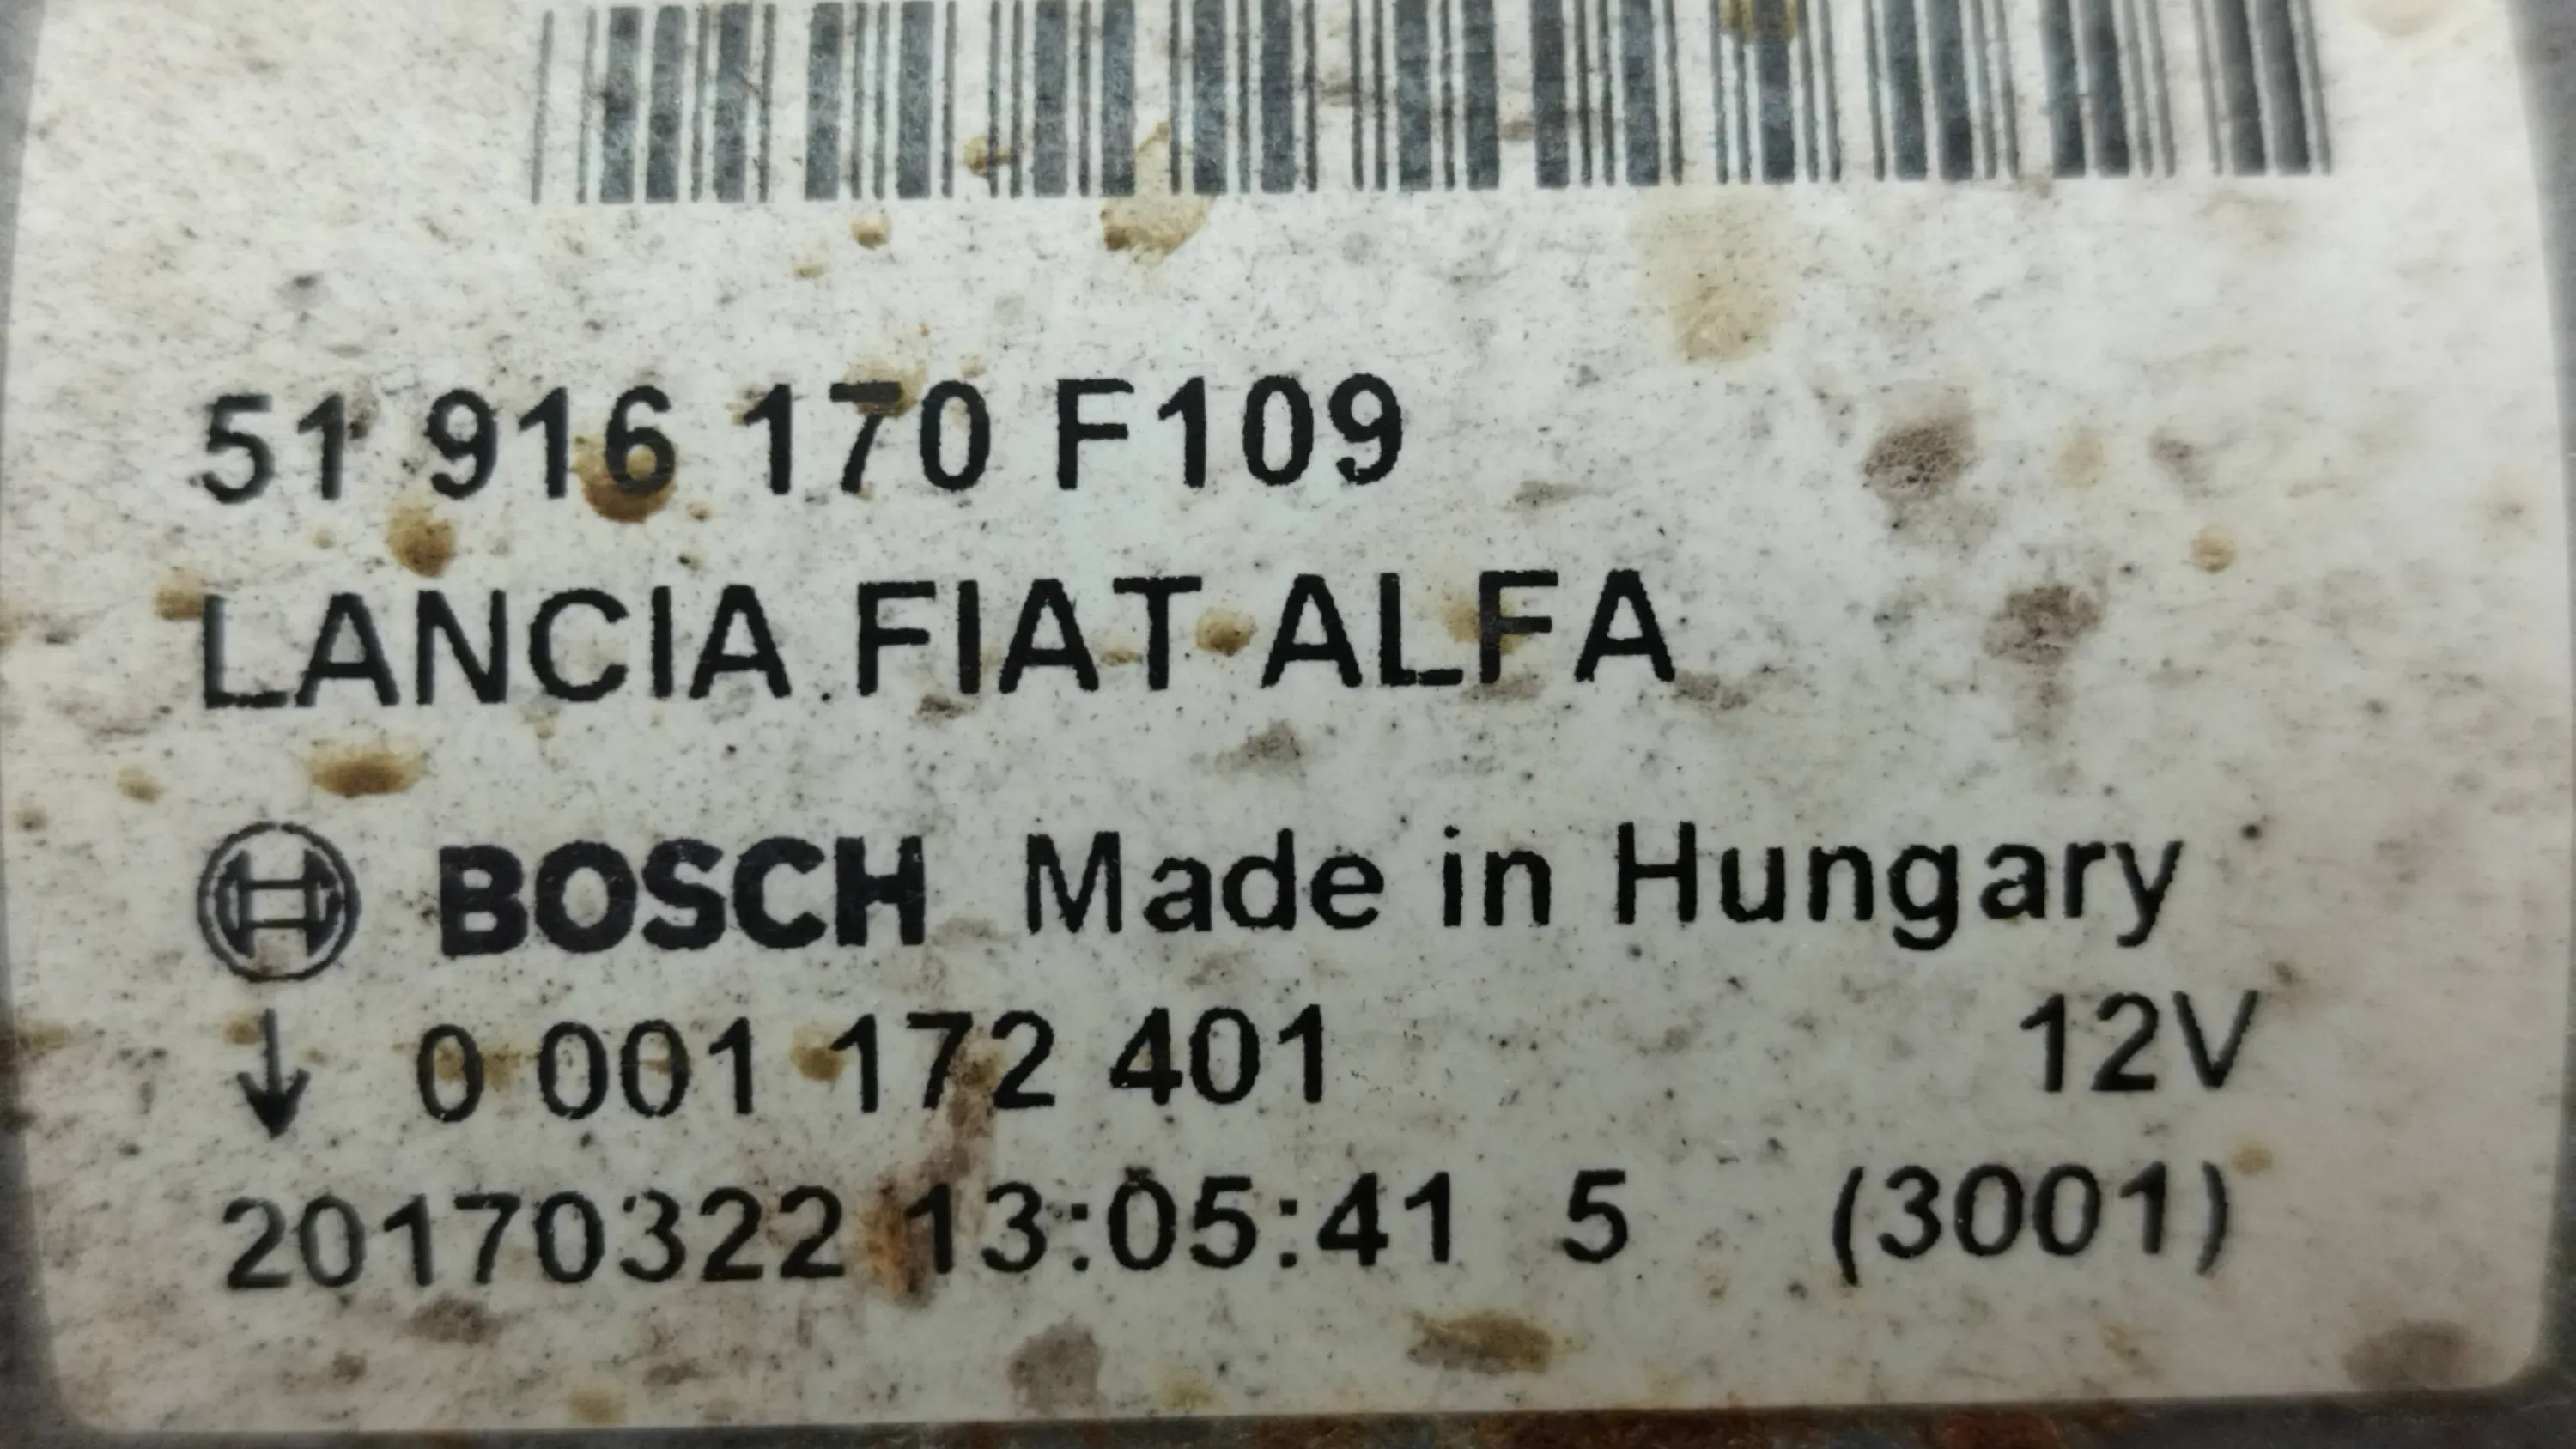 51 916 170 F109
LANCIA FIAT ALFA
BOSCH Made in Hungary
↓ 0 001 172 401 12V
20170322 13:05:41 5 (3001)